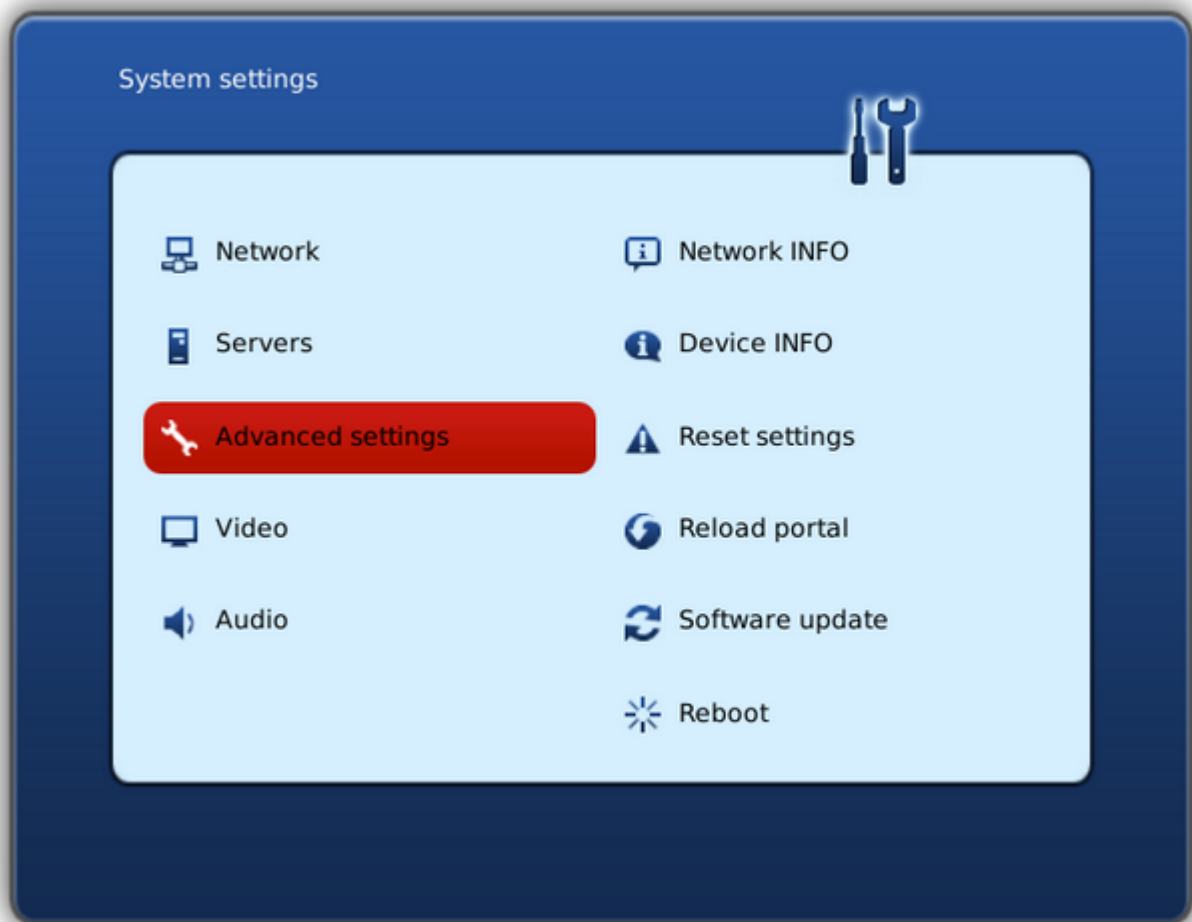 System settings
Network
Servers
Advanced settings
Video
Audio
Network INFO
Device INFO
Reset settings
Reload portal
Software update
Reboot